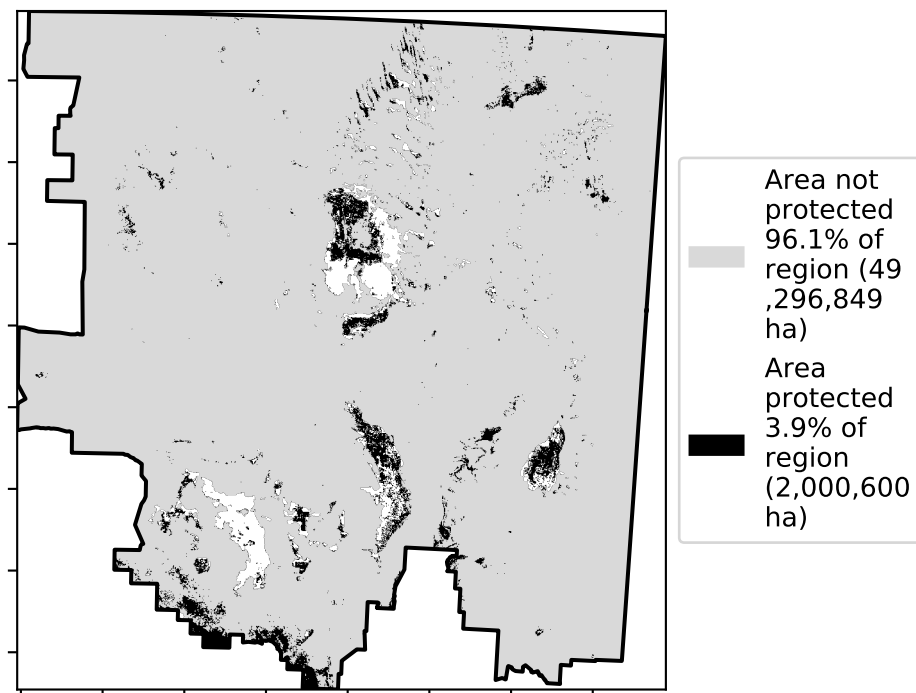 Area not
protected
96.1% of
region (49
,296,849
ha)
Area
protected
3.9% of
region
(2,000,600
ha)